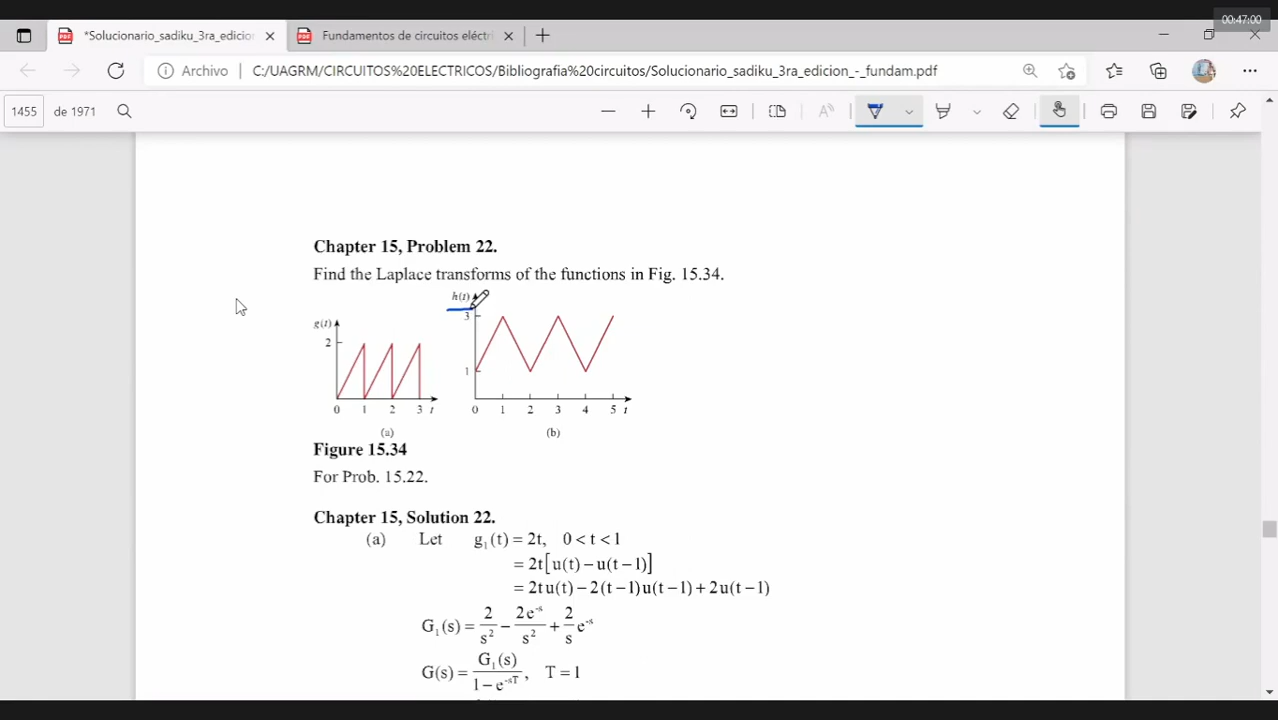 00:47:00
*Solucionario_sadiku_3ra_edicion
Fundamentos de circuitos eléctri
Archivo
C:/UAGRM/CIRCUITOS%20ELECTRICOS/Bibliografia%20circuitos/Solucionario_sadiku_3ra_edicion_-_fundam.pdf
1455 de 1971
Chapter 15, Problem 22.
Find the Laplace transforms of the functions in Fig. 15.34.
h(t)
3
g(t)
2
1
0 1 2 3 t
0 1 2 3 4 5 t
(a) (b)
Figure 15.34
For Prob. 15.22.
Chapter 15, Solution 22.
(a) Let g₁(t) = 2t, 0 < t < 1
= 2t[u(t) − u(t − 1)]
= 2t u(t) − 2(t − 1)u(t − 1) + 2u(t − 1)
G₁(s) = 2/s² − 2e⁻ˢ/s² + 2/s e⁻ˢ
G(s) = G₁(s)/(1 − e⁻ˢᵀ), T = 1